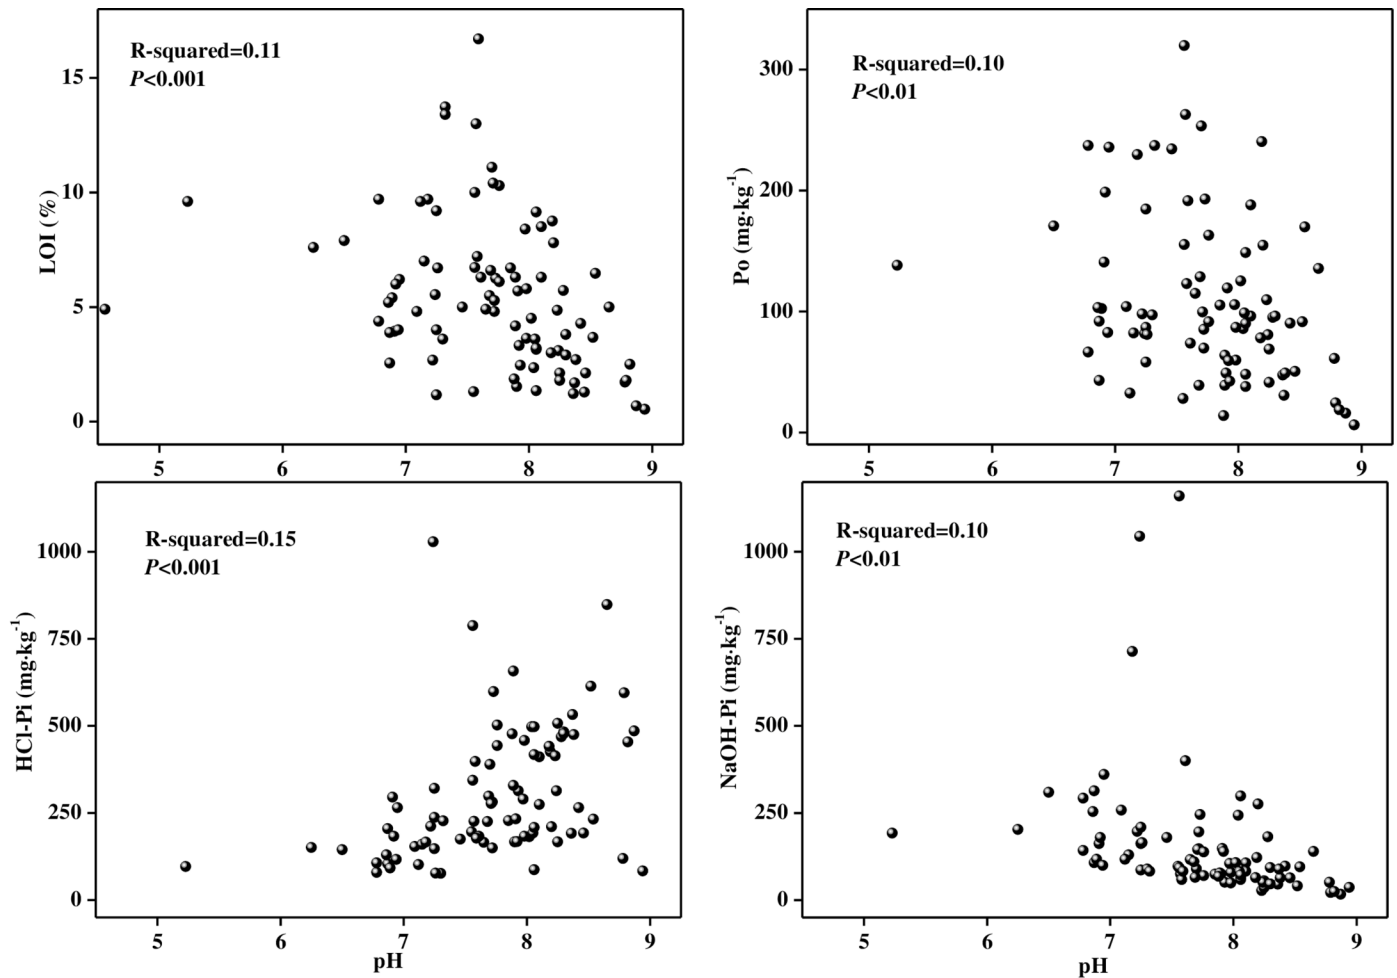 R-squared=0.11
P<0.001
LOI (%)
15
10
5
0
5 6 7 8 9
R-squared=0.10
P<0.01
Po (mg·kg⁻¹)
300
200
100
0
5 6 7 8 9
R-squared=0.15
P<0.001
HCl-Pi (mg·kg⁻¹)
1000
750
500
250
0
5 6 7 8 9
pH
R-squared=0.10
P<0.01
NaOH-Pi (mg·kg⁻¹)
1000
750
500
250
0
5 6 7 8 9
pH